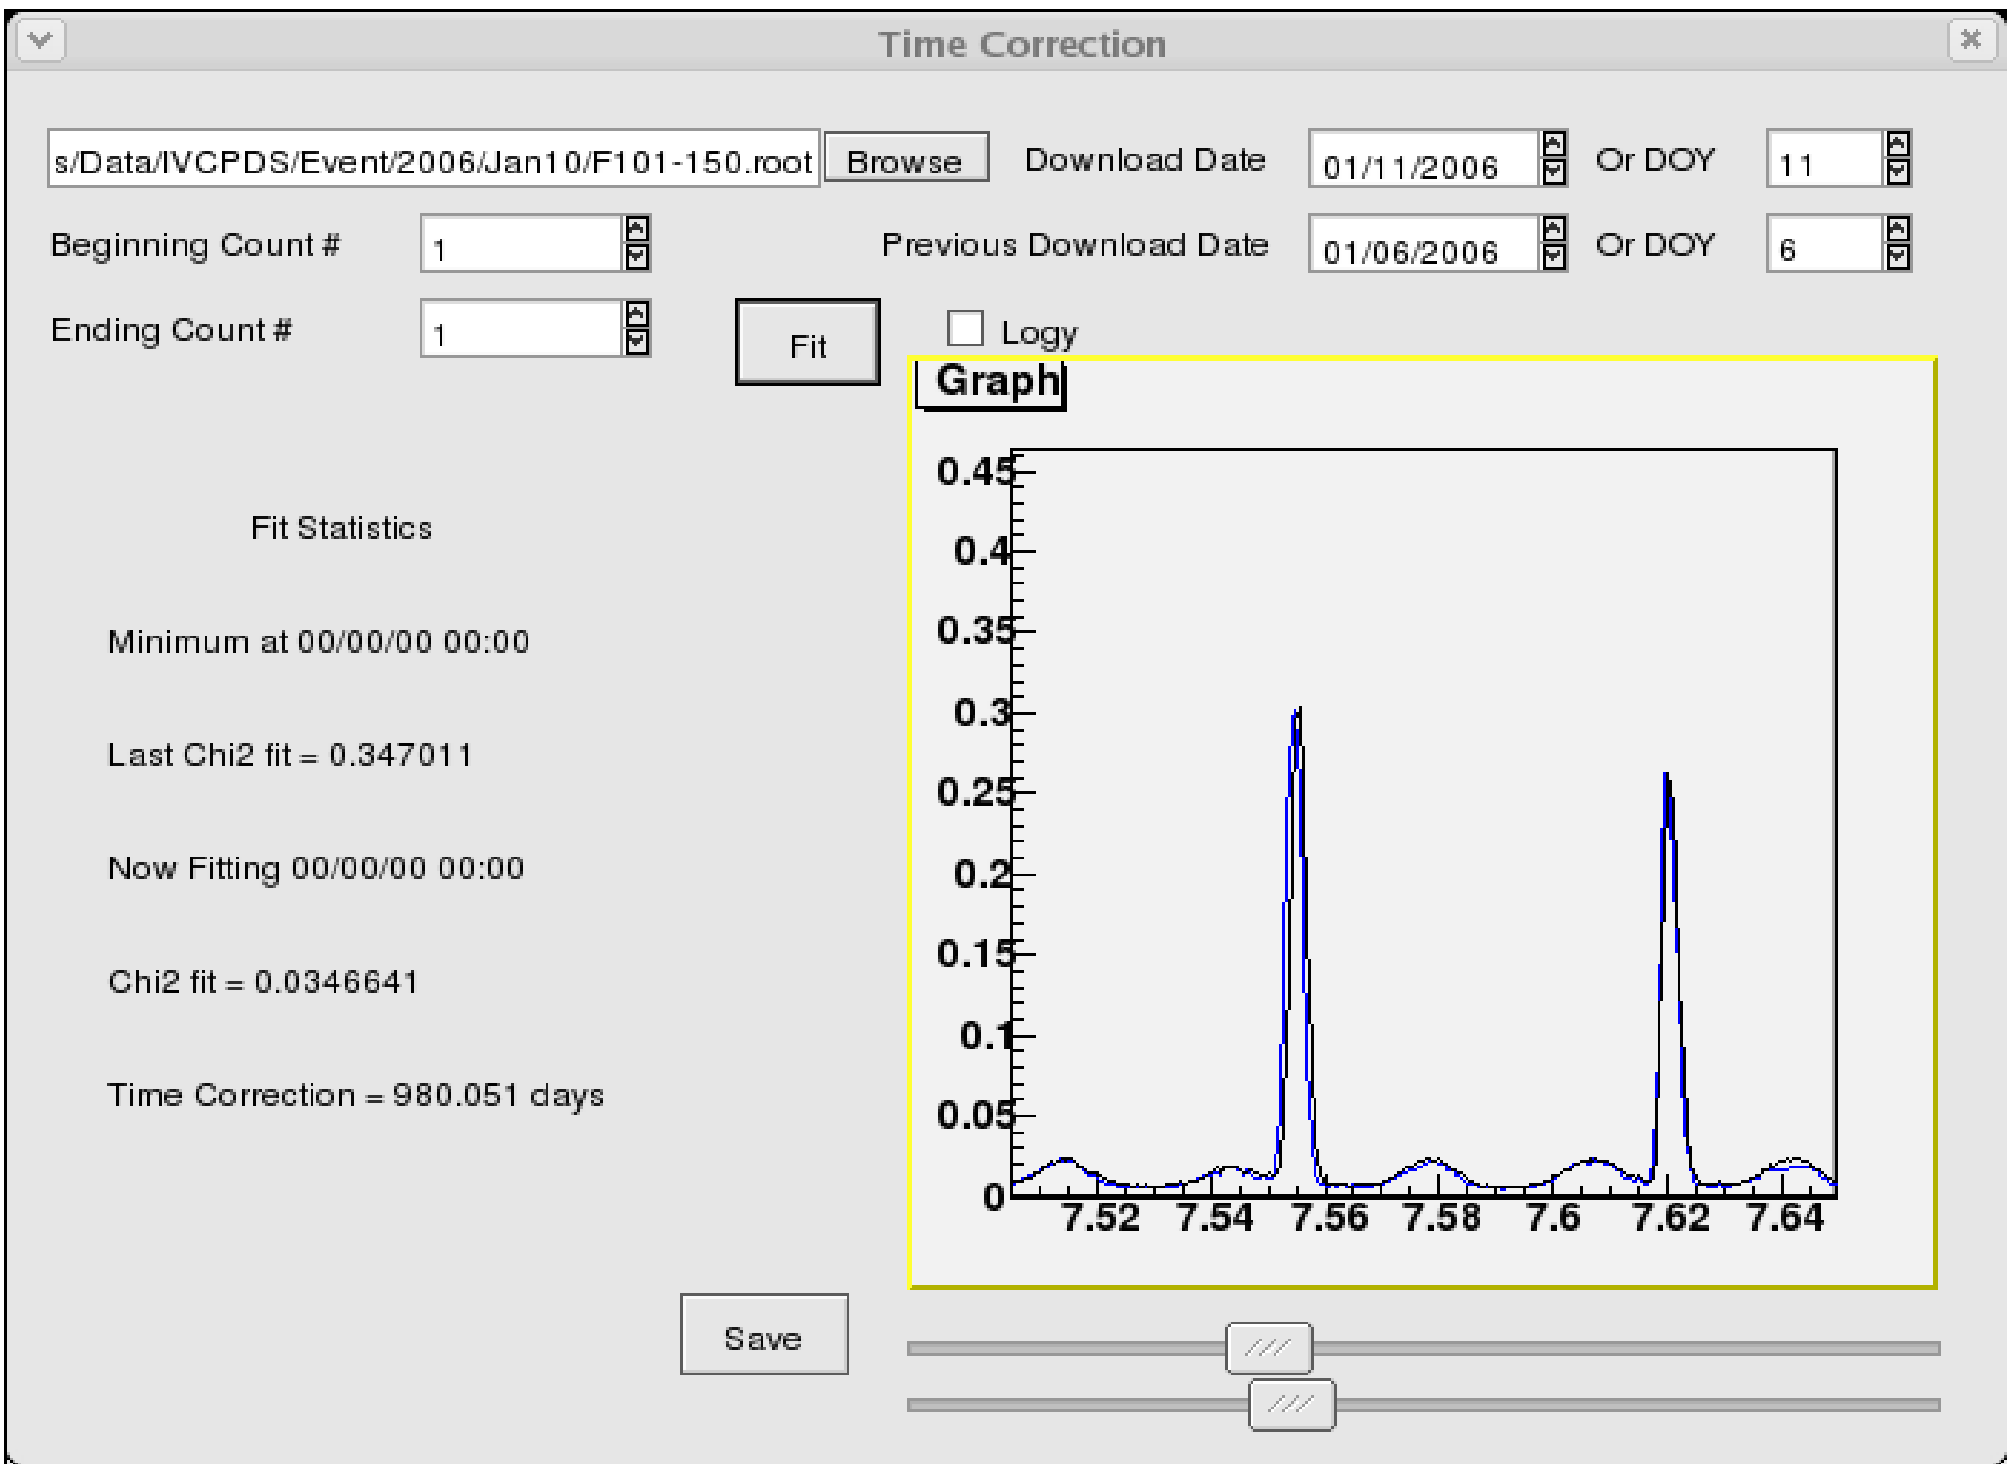 Time Correction
s/Data/IVCPDS/Event/2006/Jan10/F101-150.root Browse Download Date 01/11/2006 Or DOY 11
Beginning Count # 1 Previous Download Date 01/06/2006 Or DOY 6
Ending Count # 1 Fit Logy
Graph
Fit Statistics
Minimum at 00/00/00 00:00
Last Chi2 fit = 0.347011
Now Fitting 00/00/00 00:00
Chi2 fit = 0.0346641
Time Correction = 980.051 days
0.45
0.4
0.35
0.3
0.25
0.2
0.15
0.1
0.05
0
7.52 7.54 7.56 7.58 7.6 7.62 7.64
Save